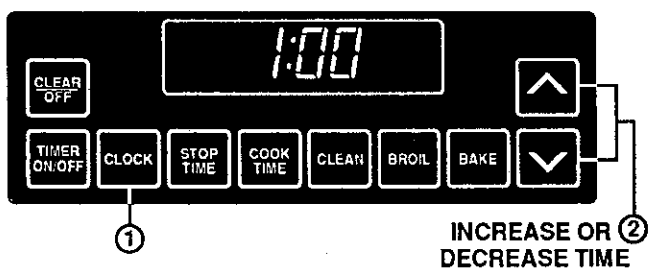 1:00
CLEAR
OFF
TIMER
ON/OFF
CLOCK
STOP
TIME
COOK
TIME
CLEAN
BROIL
BAKE
1
INCREASE OR 2
DECREASE TIME